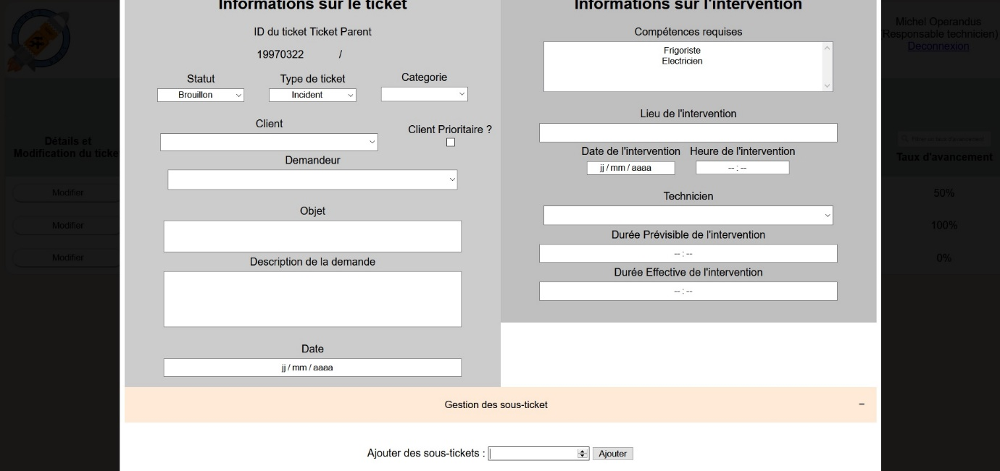 Informations sur le ticket
ID du ticket Ticket Parent
19970322 /
Statut Type de ticket Categorie
Brouillon Incident
Client
Client Prioritaire ?
Demandeur
Objet
Description de la demande
Date
jj / mm / aaaa
Informations sur l'intervention
Compétences requises
Frigoriste
Electricien
Lieu de l'intervention
Date de l'intervention Heure de l'intervention
jj / mm / aaaa -- : --
Technicien
Durée Prévisible de l'intervention
-- : --
Durée Effective de l'intervention
-- : --
Gestion des sous-ticket -
Ajouter des sous-tickets : Ajouter
Détails et
Modification du ticke
Modifier
Modifier
Modifier
Michel Operandus
Responsable technicien)
Deconnexion
Taux d'avancement
50%
100%
0%